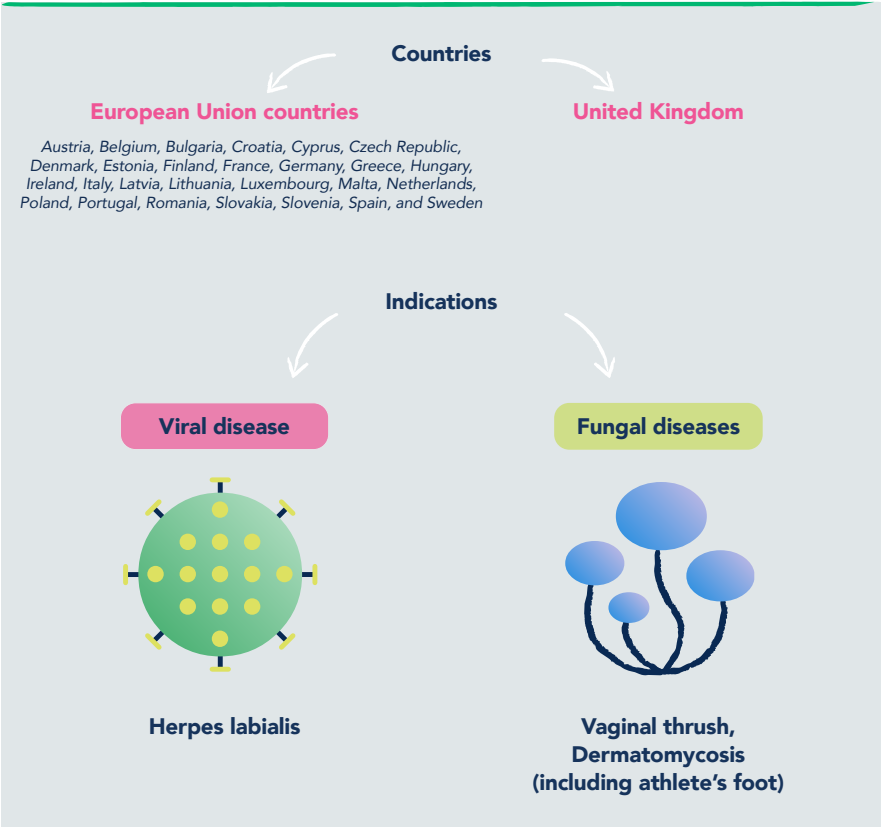 Countries
European Union countries
United Kingdom
Austria, Belgium, Bulgaria, Croatia, Cyprus, Czech Republic,
Denmark, Estonia, Finland, France, Germany, Greece, Hungary,
Ireland, Italy, Latvia, Lithuania, Luxembourg, Malta, Netherlands,
Poland, Portugal, Romania, Slovakia, Slovenia, Spain, and Sweden
Indications
Viral disease
Fungal diseases
Herpes labialis
Vaginal thrush,
Dermatomycosis
(including athlete’s foot)